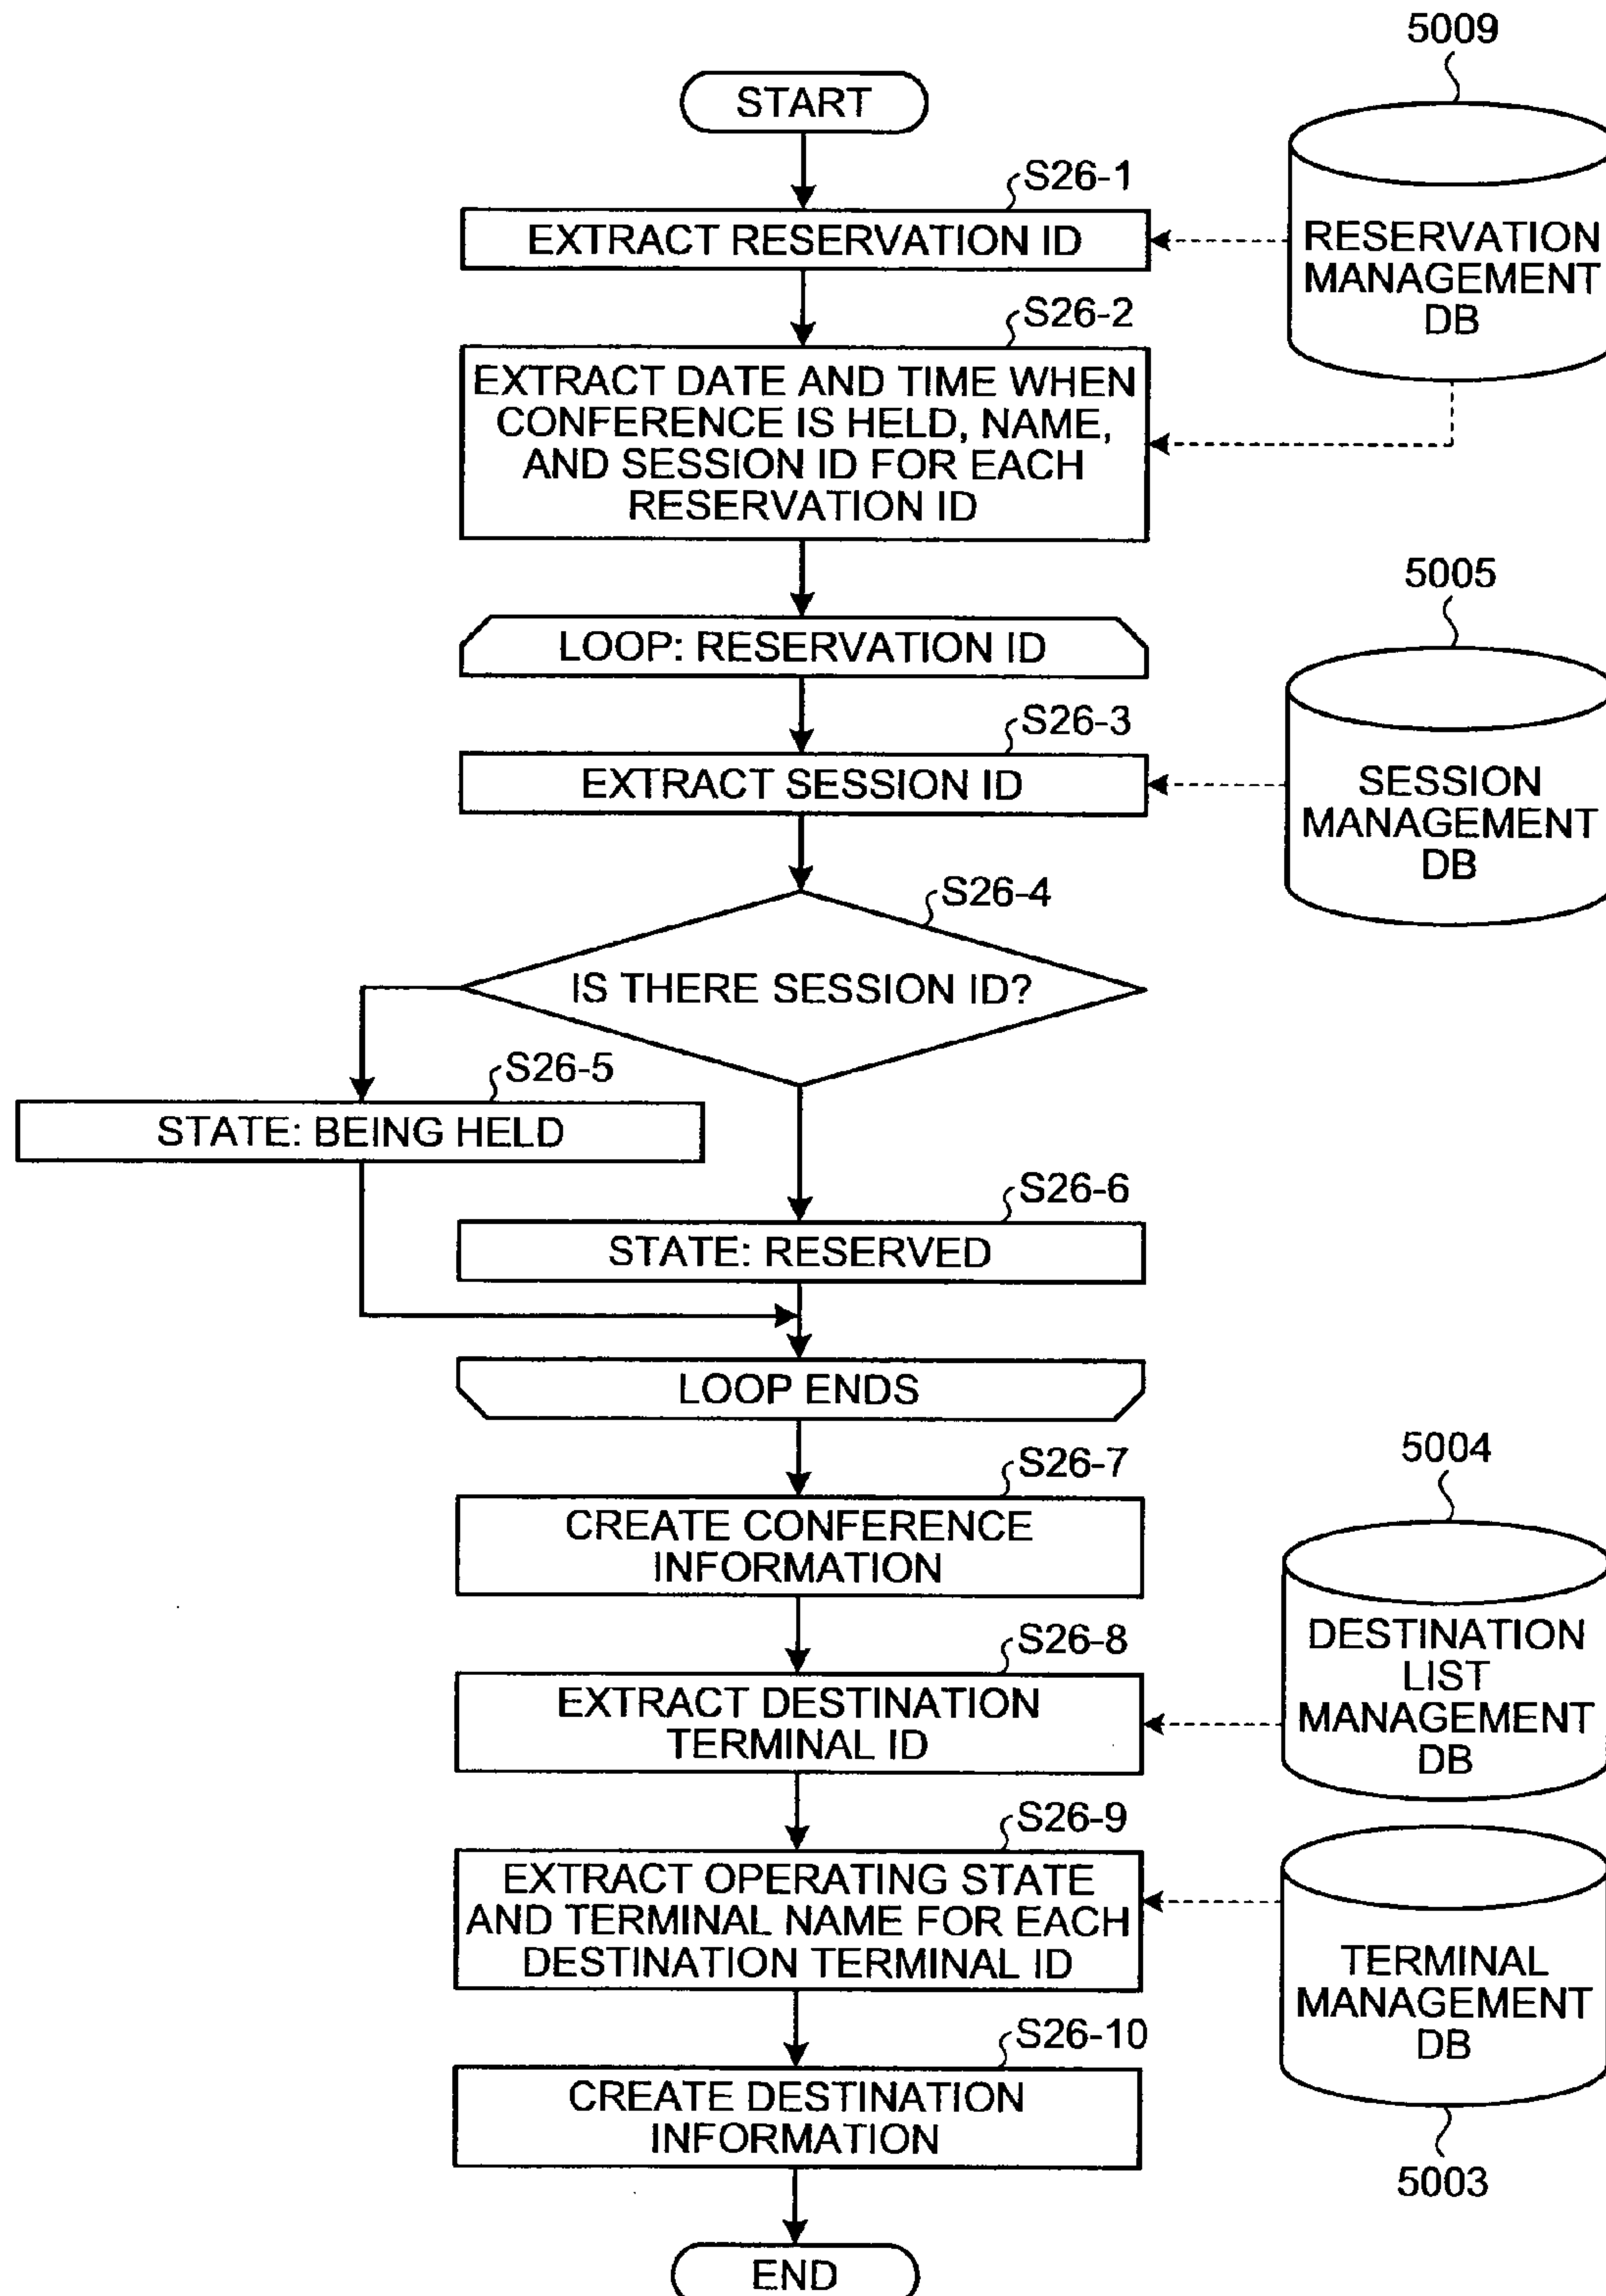 5009
START
S26-1
EXTRACT RESERVATION ID
RESERVATION
MANAGEMENT
DB
S26-2
EXTRACT DATE AND TIME WHEN
CONFERENCE IS HELD, NAME,
AND SESSION ID FOR EACH
RESERVATION ID
5005
LOOP: RESERVATION ID
S26-3
EXTRACT SESSION ID
SESSION
MANAGEMENT
DB
S26-4
IS THERE SESSION ID?
S26-5
STATE: BEING HELD
S26-6
STATE: RESERVED
LOOP ENDS
5004
S26-7
CREATE CONFERENCE
INFORMATION
DESTINATION
LIST
MANAGEMENT
DB
S26-8
EXTRACT DESTINATION
TERMINAL ID
S26-9
EXTRACT OPERATING STATE
AND TERMINAL NAME FOR EACH
DESTINATION TERMINAL ID
TERMINAL
MANAGEMENT
DB
S26-10
CREATE DESTINATION
INFORMATION
5003
END